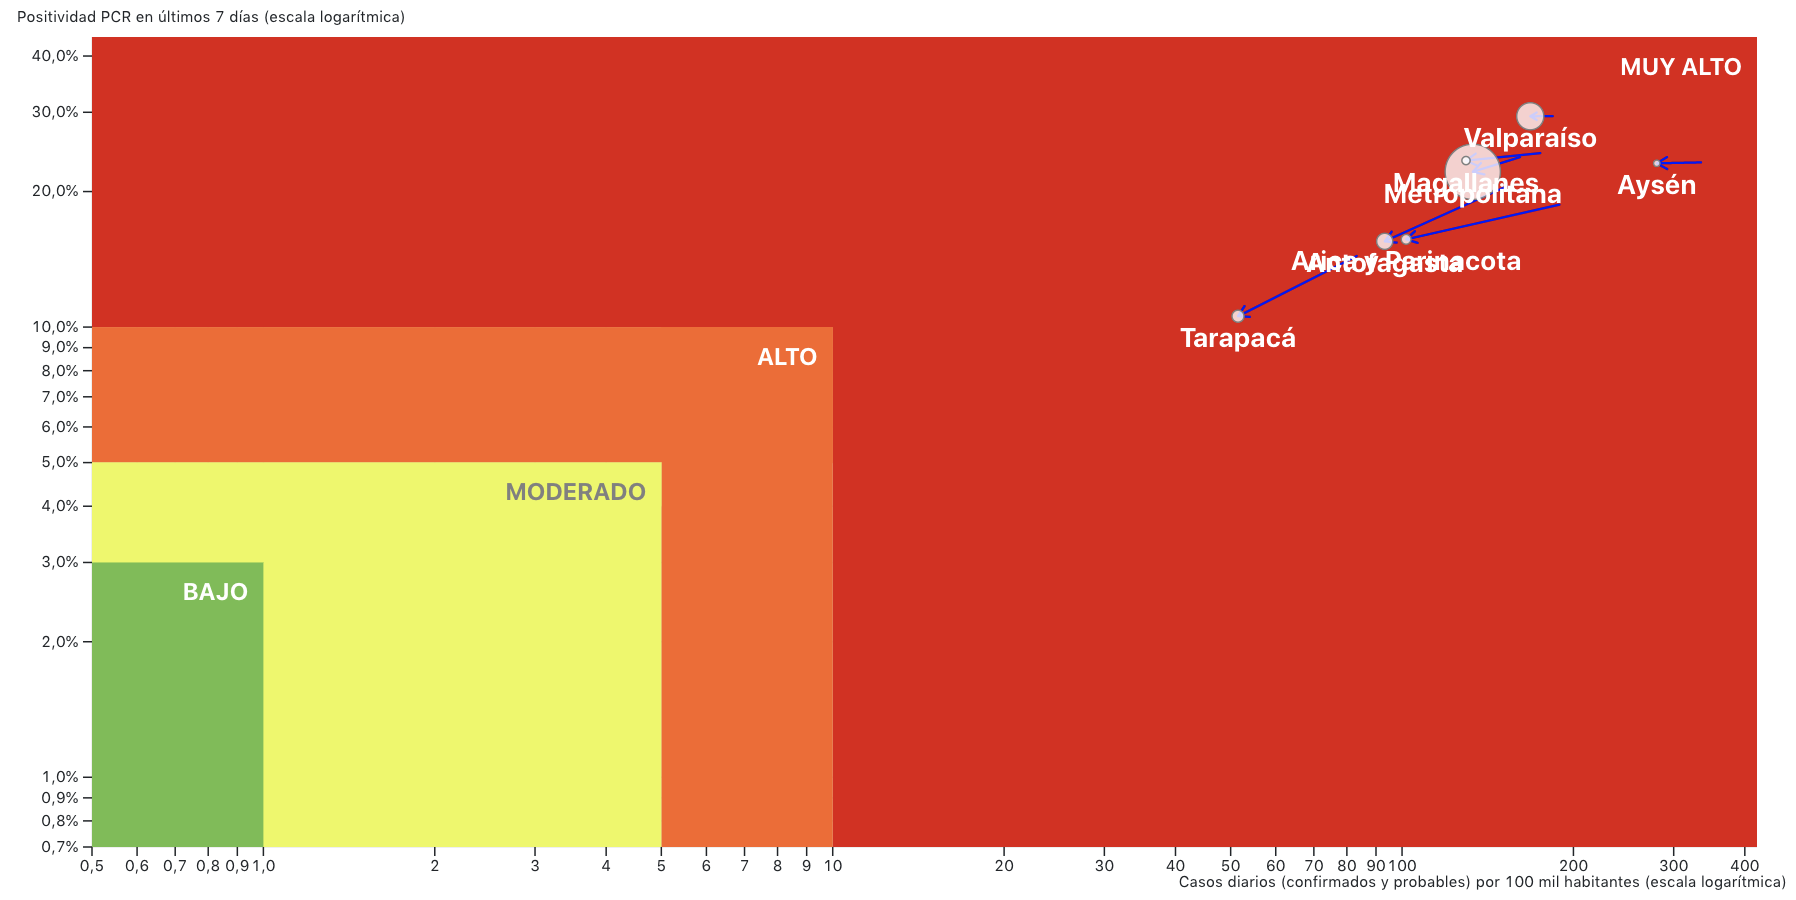 Positividad PCR en últimos 7 días (escala logarítmica)
40,0%
30,0%
20,0%
10,0%
9,0%
8,0%
7,0%
6,0%
5,0%
4,0%
3,0%
2,0%
1,0%
0,9%
0,8%
0,7%
MUY ALTO
Valparaíso
Magallanes
Metropolitana
Aysén
Arica y Parinacota
Antofagasta
Tarapacá
ALTO
MODERADO
BAJO
0,5 0,6 0,7 0,8 0,9 1,0 2 3 4 5 6 7 8 9 10 20 30 40 50 60 70 80 90 100 200 300 400
Casos diarios (confirmados y probables) por 100 mil habitantes (escala logarítmica)